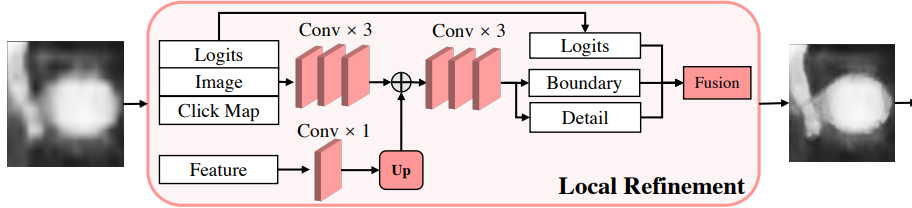 Conv × 3
Conv × 3
Logits
Image
Click Map
Logits
Boundary
Detail
Fusion
Conv × 1
Feature
Up
Local Refinement